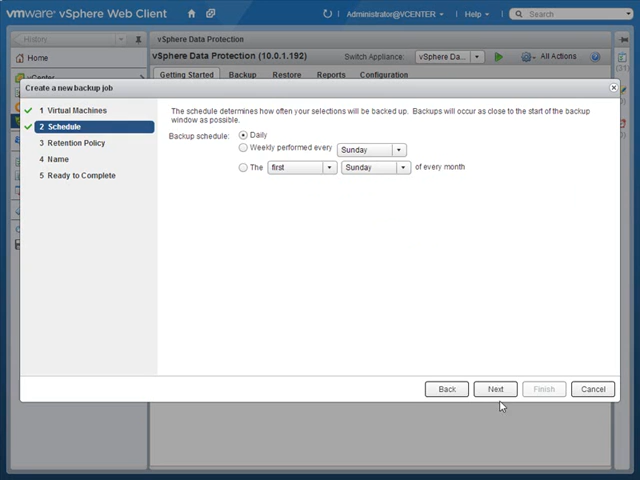 vmware vSphere Web Client
Administrator@VCENTER
Help
Search
History
vSphere Data Protection
Home
vSphere Data Protection (10.0.1.192)
Switch Appliance:
vSphere Da...
All Actions
(31)
vCenter
Getting Started
Backup
Restore
Reports
Configuration
Create a new backup job
1 Virtual Machines
2 Schedule
3 Retention Policy
4 Name
5 Ready to Complete
The schedule determines how often your selections will be backed up. Backups will occur as close to the start of the backup
window as possible.
Backup schedule:
Daily
Weekly performed every
Sunday
The
first
Sunday
of every month
Back
Next
Finish
Cancel